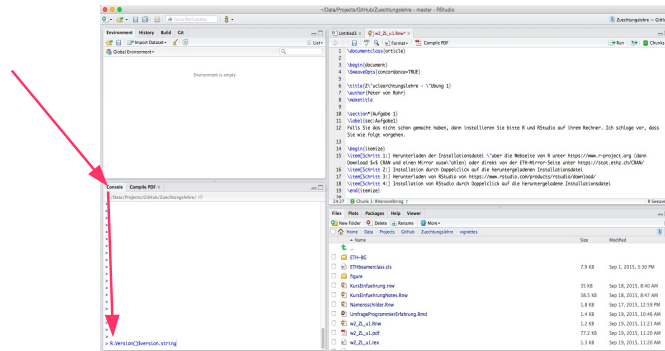 ~/Data/Projects/GitHub/Zuechtungslehre - master - RStudio
Go to file/function
Zuechtungslehre — GitH
Environment History Build Git
Import Dataset
List
Global Environment
Environment is empty
Console Compile PDF ×
~/Data/Projects/GitHub/Zuechtungslehre/
>
>
>
>
>
>
>
>
>
>
>
>
> R.Version()$version.string
Untitled3 × w2_ZL_u1.Rnw* ×
Format Compile PDF Run Chunks
1 \documentclass{article}
2
3 \begin{document}
4 \SweaveOpts{concordance=TRUE}
5
6 \title{Z\"uclearchtungslehre - \"Ubung 1}
7 \author{Peter von Rohr}
8 \maketitle
9
10 \section*{Aufgabe 1}
11 \label{sec:Aufgabe1}
12 Falls Sie das nicht schon gemacht haben, dann installieren Sie bitte R und RStudio auf ihrem Rechner. Ich schlage vor, dass
Sie wie folgt vorgehen.
13
14 \begin{itemize}
15 \item[Schritt 1:] Herunterladen der Installationsdatei \"uber die Webseite von R unter https://www.r-project.org (dann
Download $>$ CRAN und einen Mirror ausw\"ahlen) oder direkt von der ETH-Mirror-Seite unter https://stat.ethz.ch/CRAN/
16 \item[Schritt 2:] Installation durch Doppelclick auf die heruntergeladenen Installationsdatei
17 \item[Schritt 3:] Herunterladen von RStudio von https://www.rstudio.com/products/rstudio/download/
18 \item[Schritt 4:] Installation von RStudio durch Doppelclick auf die heruntergeladene Installationsdatei
19 \end{itemize}
20
24:27 Chunk 1: RVersionString R Sweave
Files Plots Packages Help Viewer
New Folder Delete Rename More
Home Data Projects GitHub Zuechtungslehre vignettes
Name Size Modified
..
ETH-BG
ETHbeamerclass.cls 7.9 KB Sep 1, 2015, 3:30 PM
figure
KursEinfuehrung.rnw 35 KB Sep 18, 2015, 8:40 AM
KursEinfuehrungNotes.Rnw 38.5 KB Sep 18, 2015, 8:47 AM
Namensschilder.Rnw 1.8 KB Sep 17, 2015, 12:59 PM
UmfrageProgrammierErfahrung.Rmd 1.4 KB Sep 19, 2015, 10:46 AM
w2_ZL_u1.Rnw 1.2 KB Sep 19, 2015, 11:21 AM
w2_ZL_u1.pdf 77.2 KB Sep 19, 2015, 11:20 AM
w2_ZL_u1.tex 1.3 KB Sep 19, 2015, 11:20 AM